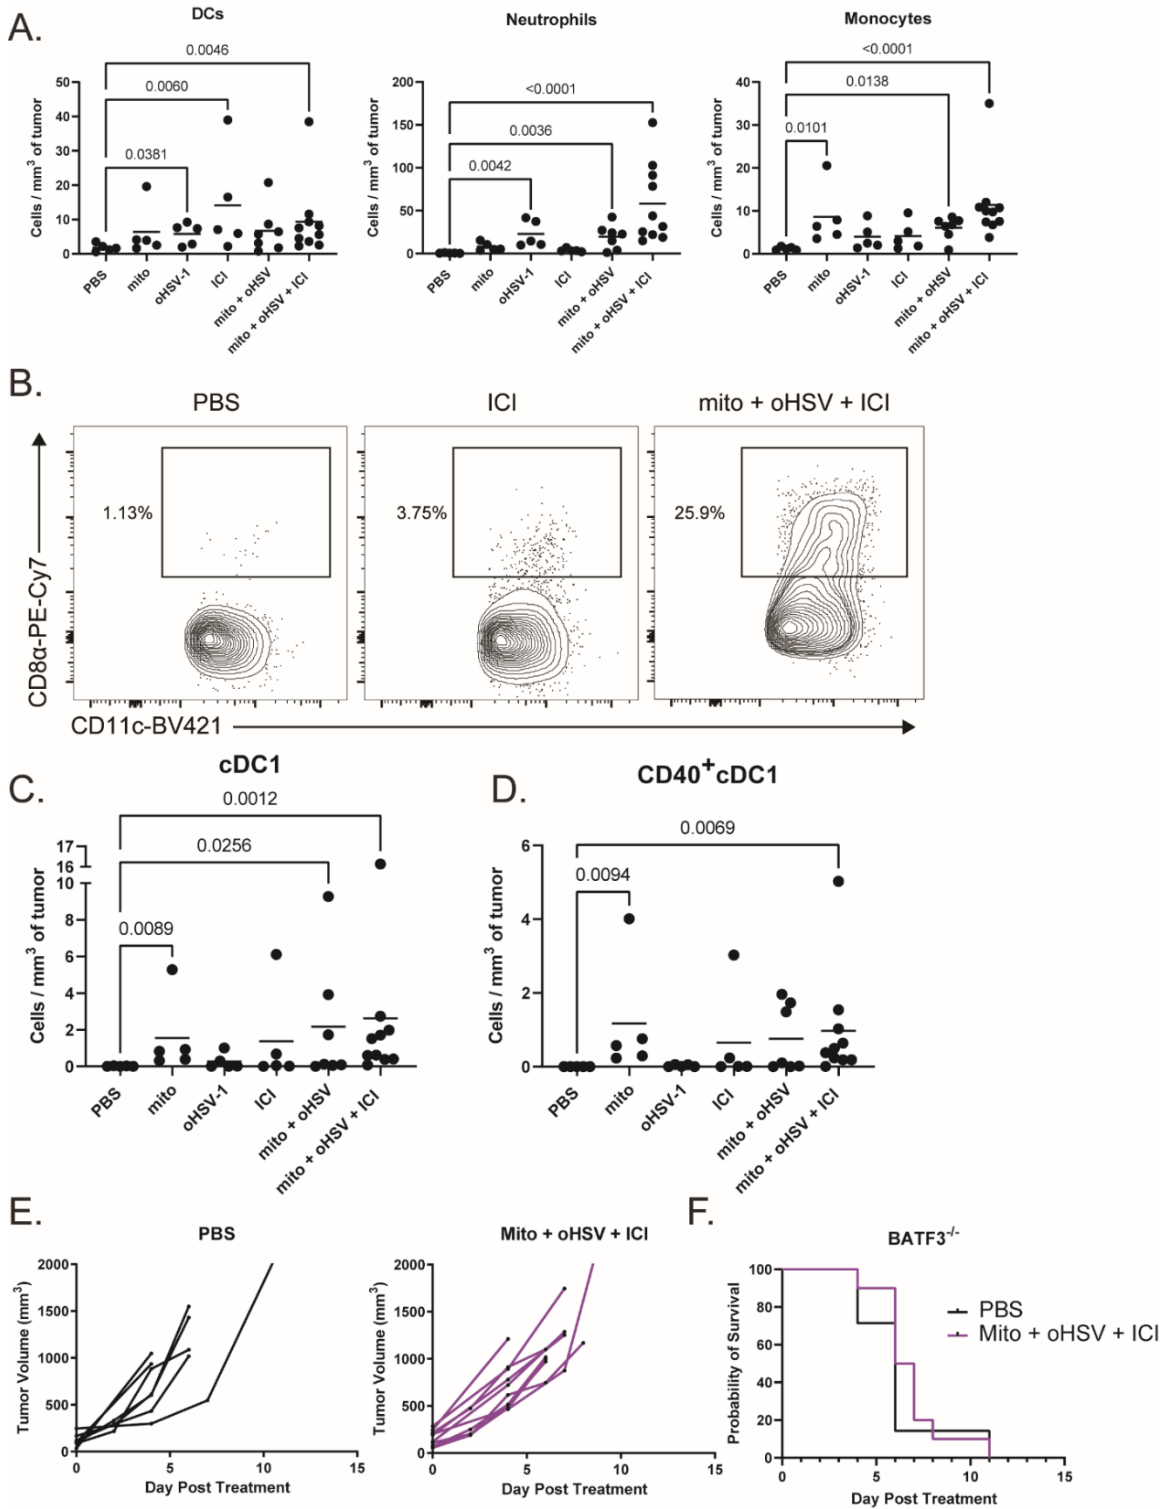 A.
DCs
0.0046
0.0060
0.0381
Cells / mm³ of tumor
50
40
30
20
10
0
PBS
mito
oHSV-1
ICI
mito + oHSV
mito + oHSV + ICI
Neutrophils
<0.0001
0.0036
0.0042
Cells / mm³ of tumor
200
150
100
50
0
PBS
mito
oHSV-1
ICI
mito + oHSV
mito + oHSV + ICI
Monocytes
<0.0001
0.0138
0.0101
Cells / mm³ of tumor
40
30
20
10
0
PBS
mito
oHSV-1
ICI
mito + oHSV
mito + oHSV + ICI
B.
PBS
ICI
mito + oHSV + ICI
1.13%
3.75%
25.9%
CD8α-PE-Cy7
CD11c-BV421
C.
cDC1
0.0012
0.0256
0.0089
Cells / mm³ of tumor
17
16
10
8
6
4
2
0
PBS
mito
oHSV-1
ICI
mito + oHSV
mito + oHSV + ICI
D.
CD40⁺cDC1
0.0069
0.0094
Cells / mm³ of tumor
6
4
2
0
PBS
mito
oHSV-1
ICI
mito + oHSV
mito + oHSV + ICI
E.
PBS
Tumor Volume (mm³)
2000
1500
1000
500
0
0 5 10 15
Day Post Treatment
Mito + oHSV + ICI
Tumor Volume (mm³)
2000
1500
1000
500
0
0 5 10 15
Day Post Treatment
F.
BATF3⁻/⁻
Probability of Survival
100
80
60
40
20
0
0 5 10 15
Day Post Treatment
PBS
Mito + oHSV + ICI